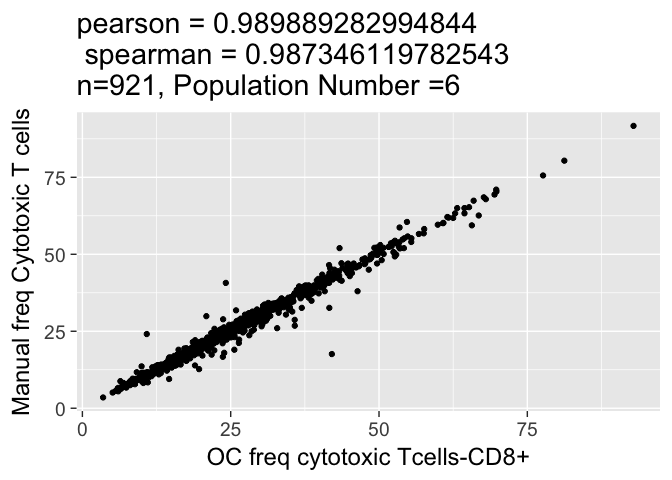 pearson = 0.989889282994844
spearman = 0.987346119782543
n=921, Population Number =6
Manual freq Cytotoxic T cells
75
50
25
0
0
25
50
75
OC freq cytotoxic Tcells-CD8+